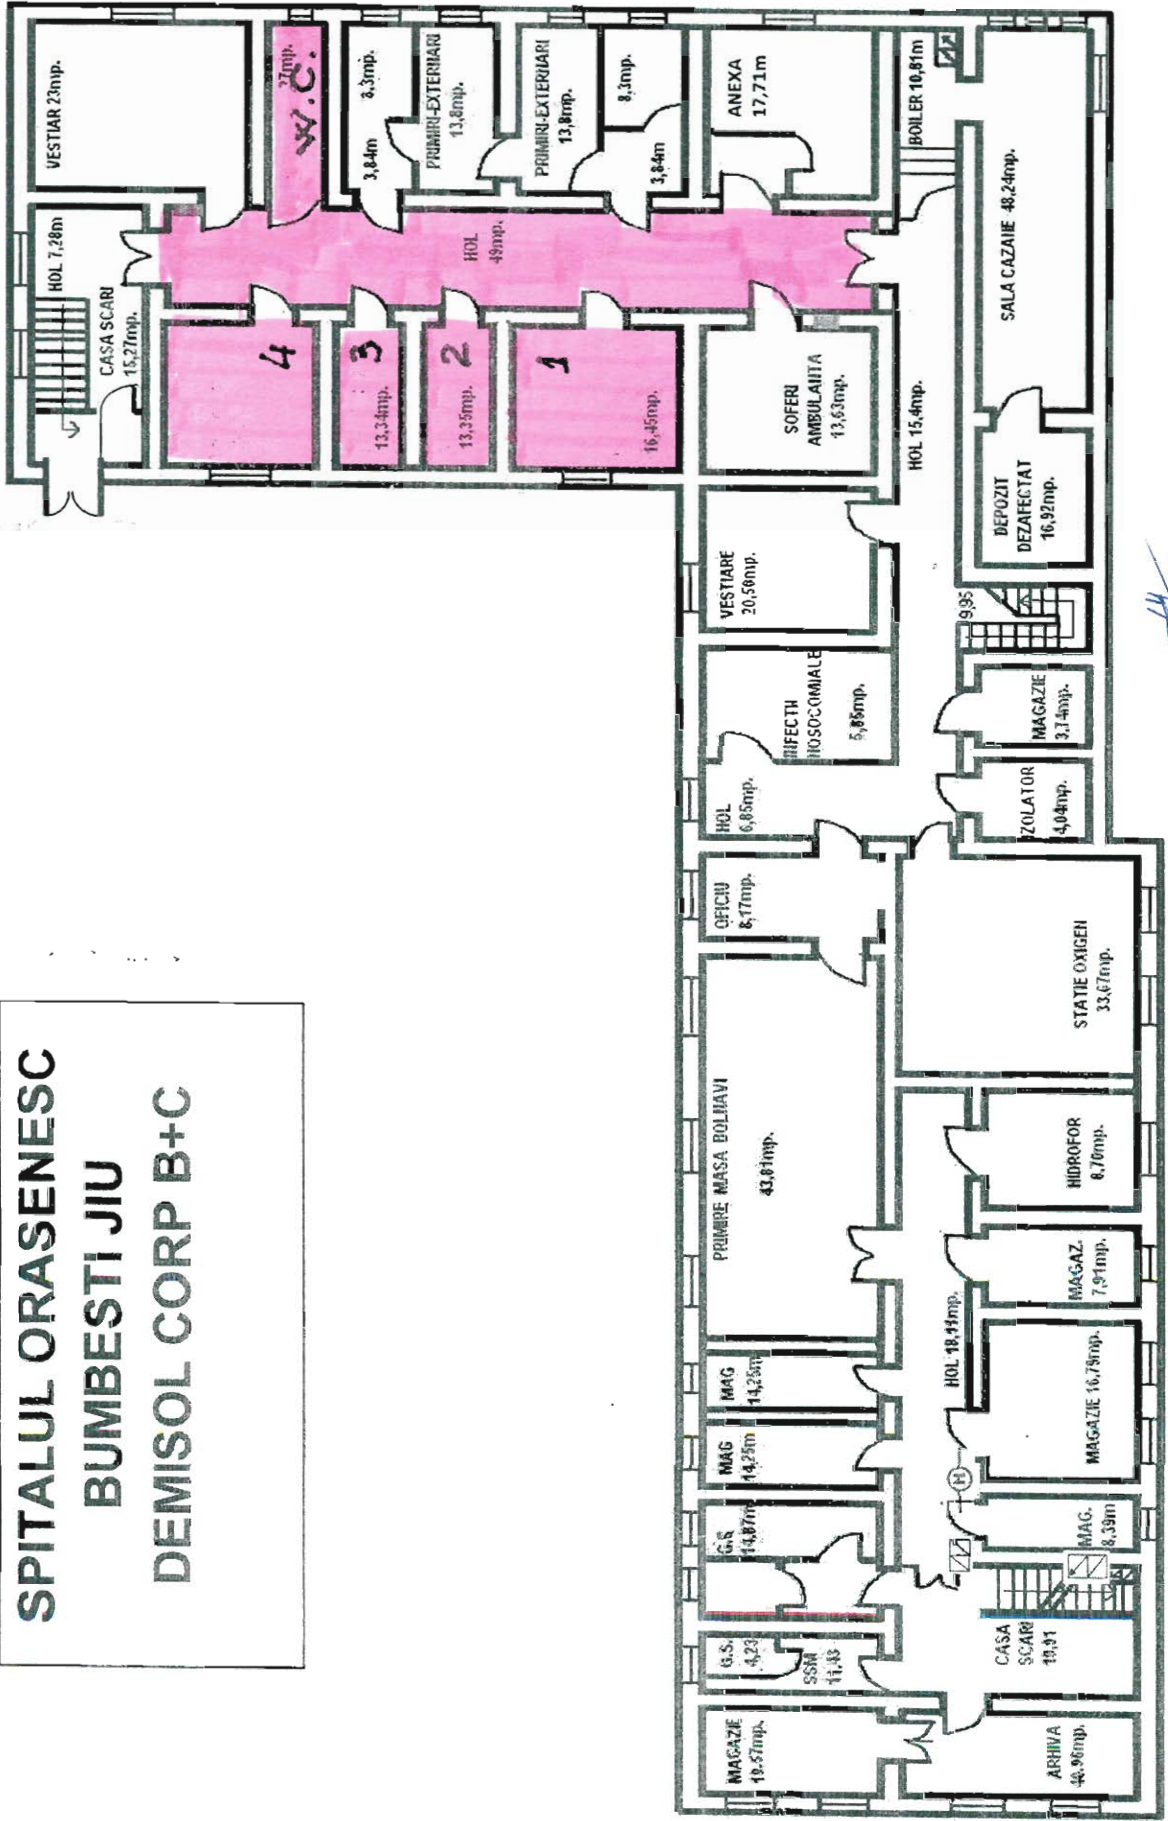 SPITALUL ORASENESC
BUMBESTI JIU
DEMISOL CORP B+C
VESTIAR 23mp.
W.C.
HOL 7,28m
CASA SCARI
15,27mp.
3,84m
8,3mp.
PRIMIRI-EXTERNARI
13,8mp.
PRIMIRI-EXTERNARI
13,8mp.
8,3mp.
3,84m
ANEXA
17,71m
BOILER 10,81m
HOL
49mp.
4
3
13,34mp.
2
13,35mp.
1
16,45mp.
SOFERI
AMBULANTA
13,63mp.
HOL 15,4mp.
SALA CAZANE 48,24mp.
DEPOZIT
DEZAFECTAT
16,92mp.
VESTIARE
20,50mp.
9,95
INFECTII
NOSOCOMIALE
5,85mp.
MAGAZIE
3,74mp.
HOL
6,85mp.
IZOLATOR
4,04mp.
OFICIU
8,17mp.
STATIE OXIGEN
33,67mp.
PRIMIRE MASA BOLNAVI
43,81mp.
HIDROFOR
8,70mp.
MAGAZ.
7,91mp.
HOL 18,11mp.
MAG
14,25m
MAG
14,25m
MAGAZIE 16,79mp.
H
G.S
14,87m
MAG.
8,39m
G.S.
4,23
SSM
11,43
CASA
SCARI
19,91
MAGAZIE
19,57mp.
ARHIVA
40,96mp.